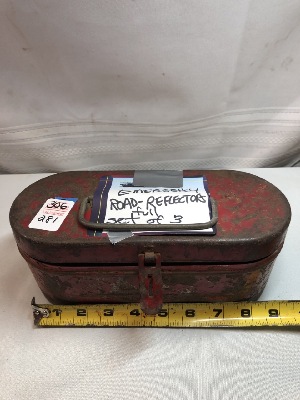 306
281
EMERGENCY
ROAD-REFLECTORS
Full
set of 3
1 2 3 4 5 6 7 8 9